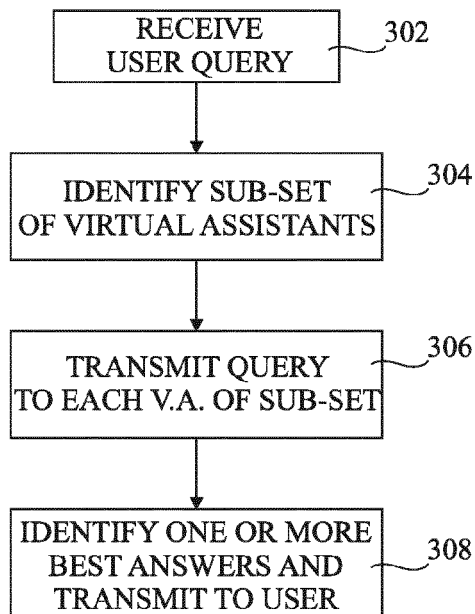 RECEIVE
USER QUERY
302
IDENTIFY SUB-SET
OF VIRTUAL ASSISTANTS
304
TRANSMIT QUERY
TO EACH V.A. OF SUB-SET
306
IDENTIFY ONE OR MORE
BEST ANSWERS AND
TRANSMIT TO USER
308